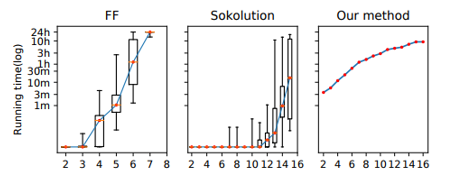 FF Sokolution Our method
Running time(log)
24h
10h
3h
1h
30m
10m
3m
1m
2 3 4 5 6 7 8
2 4 6 8 10 12 14 16
2 4 6 8 10 12 14 16